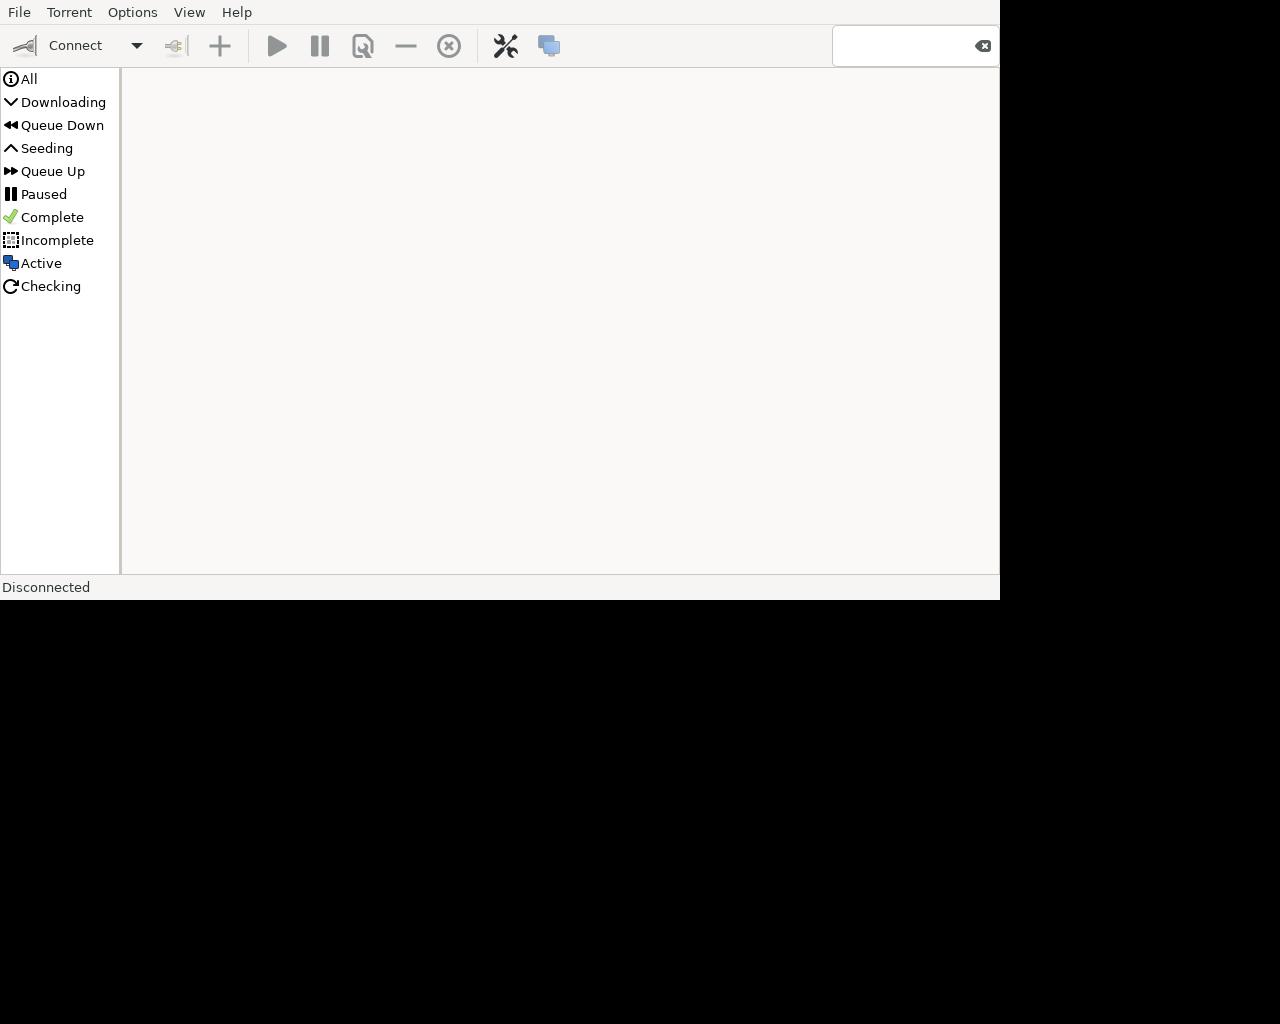 File Torrent Options View Help
Connect
All
Downloading
Queue Down
Seeding
Queue Up
Paused
Complete
Incomplete
Active
Checking
Disconnected